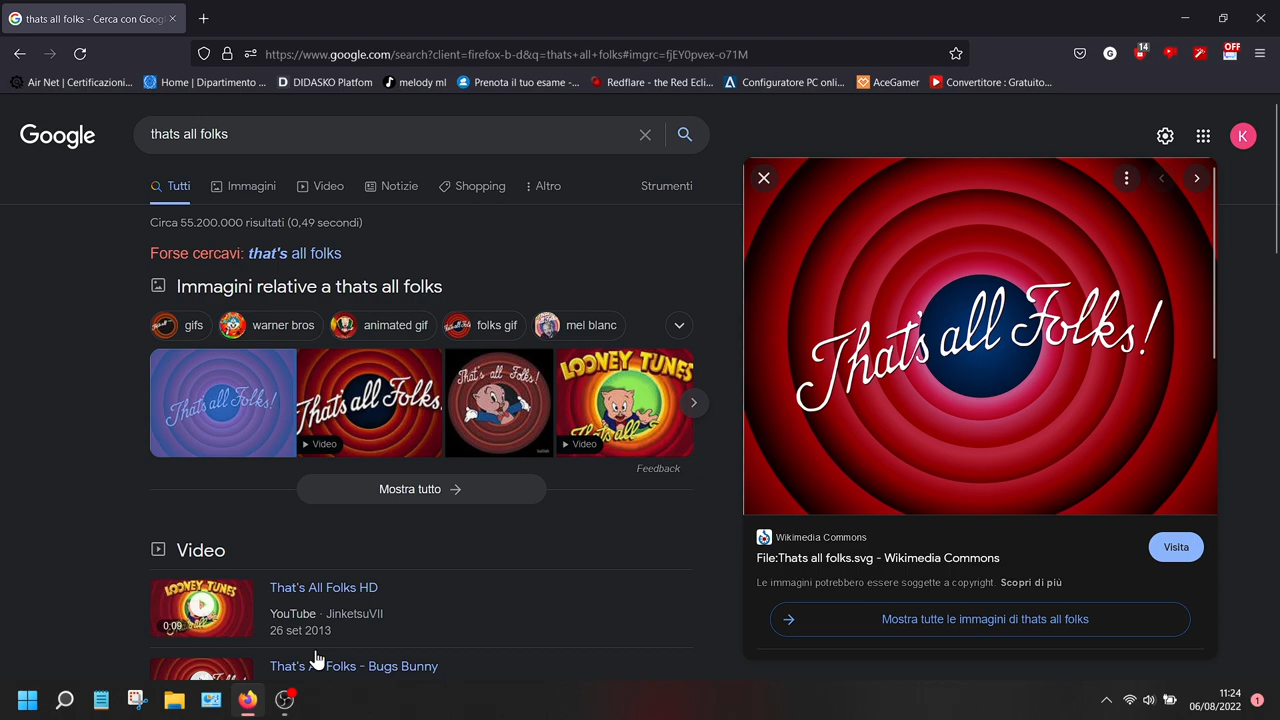 thats all folks - Cerca con Googl
https://www.google.com/search?client=firefox-b-d&q=thats+all+folks#imgrc=fjEY0pvex-o71M
14
OFF
Air Net | Certificazioni...
Home | Dipartimento ...
DIDASKO Platfom
melody ml
Prenota il tuo esame -...
Redflare - the Red Ecli...
Configuratore PC onli...
AceGamer
Convertitore : Gratuito...
Google
thats all folks
K
Tutti
Immagini
Video
Notizie
Shopping
Altro
Strumenti
Circa 55.200.000 risultati (0,49 secondi)
Forse cercavi: that's all folks
Immagini relative a thats all folks
gifs
warner bros
animated gif
folks gif
mel blanc
That's all Folks!
That's all Folks!
Video
That's all Folks!
LOONEY TUNES
That's all
Video
Feedback
Mostra tutto
Video
LOONEY TUNES
0:09
That's All Folks HD
YouTube · JinketsuVII
26 set 2013
That's All Folks - Bugs Bunny
That's all Folks!
Wikimedia Commons
File:Thats all folks.svg - Wikimedia Commons
Visita
Le immagini potrebbero essere soggette a copyright. Scopri di più
Mostra tutte le immagini di thats all folks
11:24
06/08/2022
1